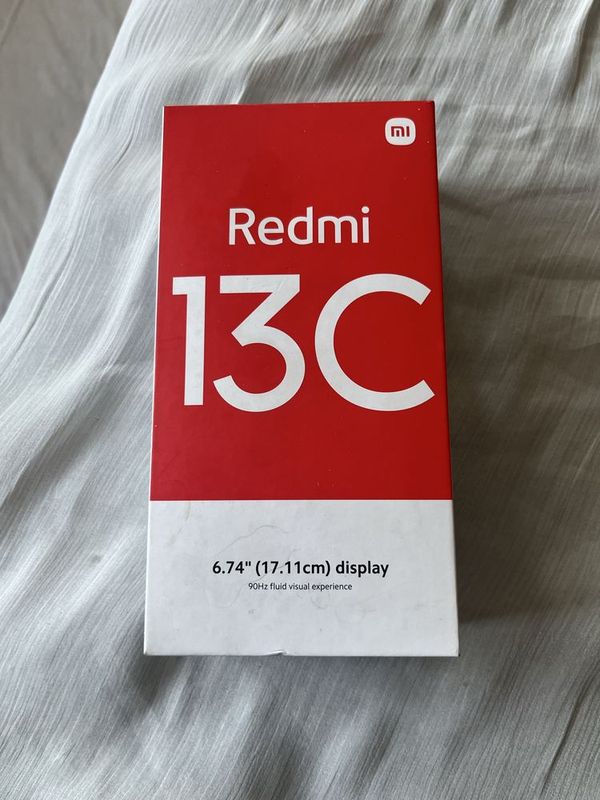 mi
Redmi
13C
6.74" (17.11cm) display
90Hz fluid visual experience